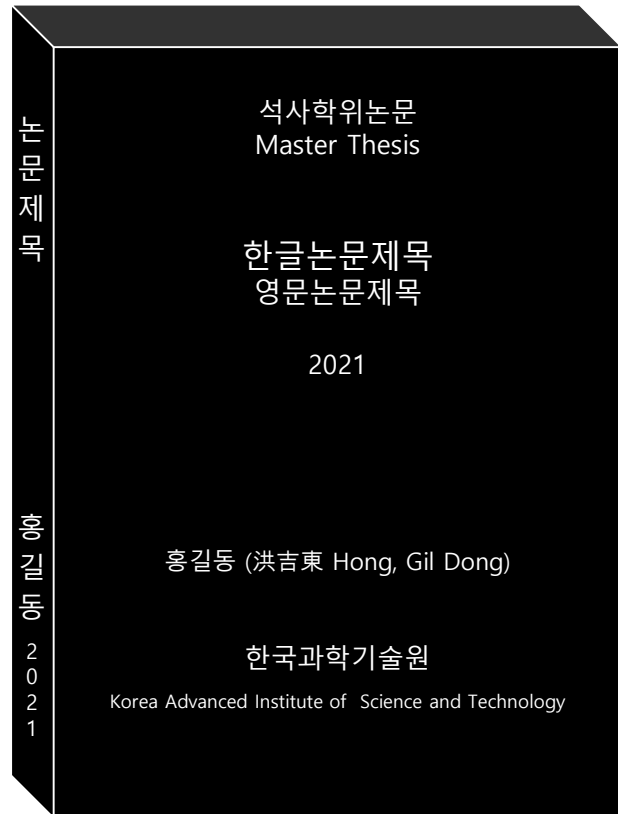 논문제목
홍길동
2021
석사학위논문
Master Thesis
한글논문제목
영문논문제목
2021
홍길동 (洪吉東 Hong, Gil Dong)
한국과학기술원
Korea Advanced Institute of Science and Technology